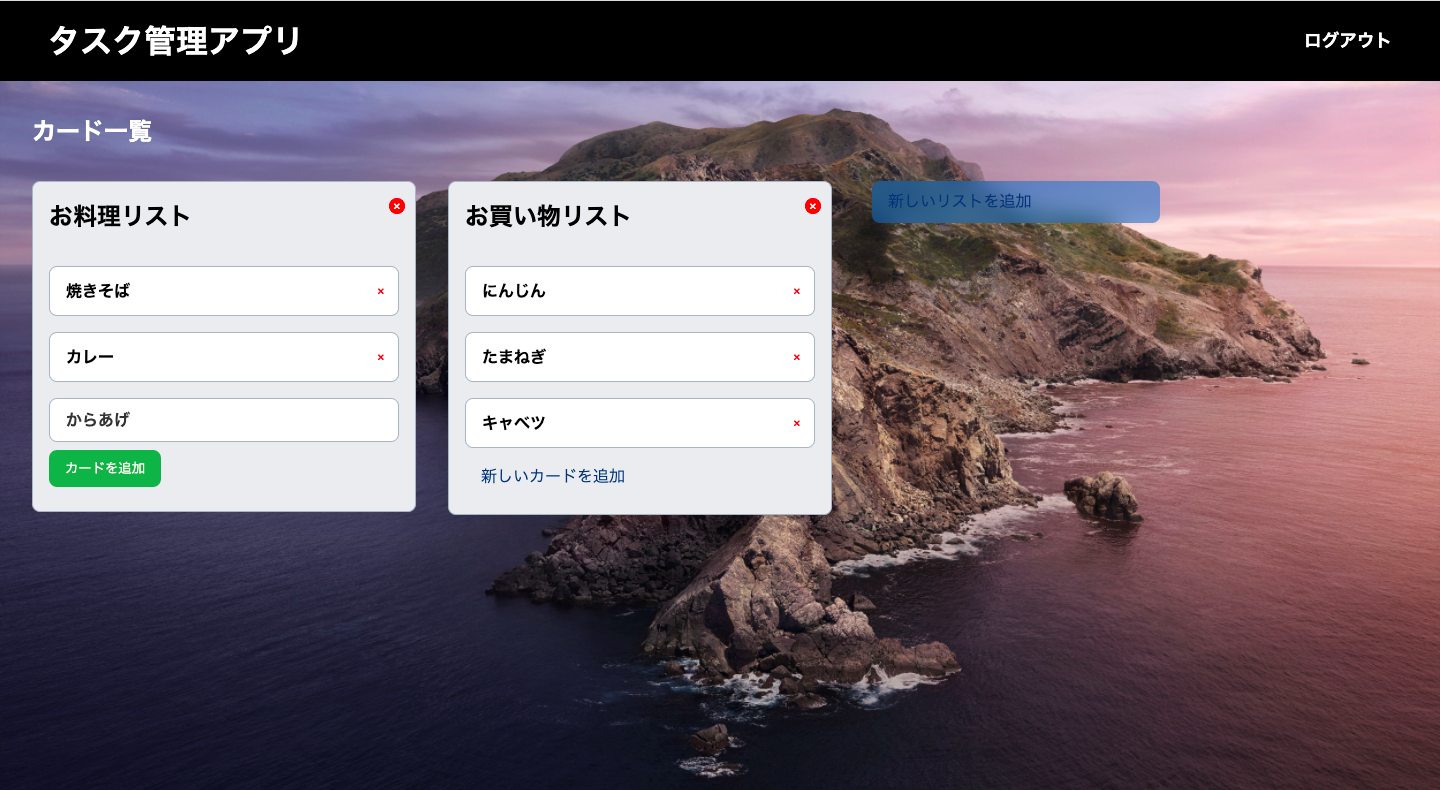 タスク管理アプリ
ログアウト
カード一覧
お料理リスト
焼きそば
カレー
からあげ
カードを追加
お買い物リスト
にんじん
たまねぎ
キャベツ
新しいカードを追加
新しいリストを追加